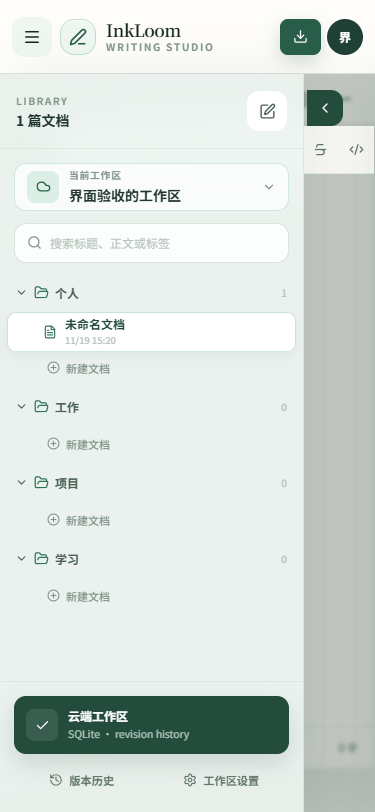 InkLoom
WRITING STUDIO
界
LIBRARY
1 篇文档
当前工作区
界面验收的工作区
搜索标题、正文或标签
个人 1
未命名文档
11/19 15:20
新建文档
工作 0
新建文档
项目 0
新建文档
学习 0
新建文档
云端工作区
SQLite · revision history
版本历史 工作区设置